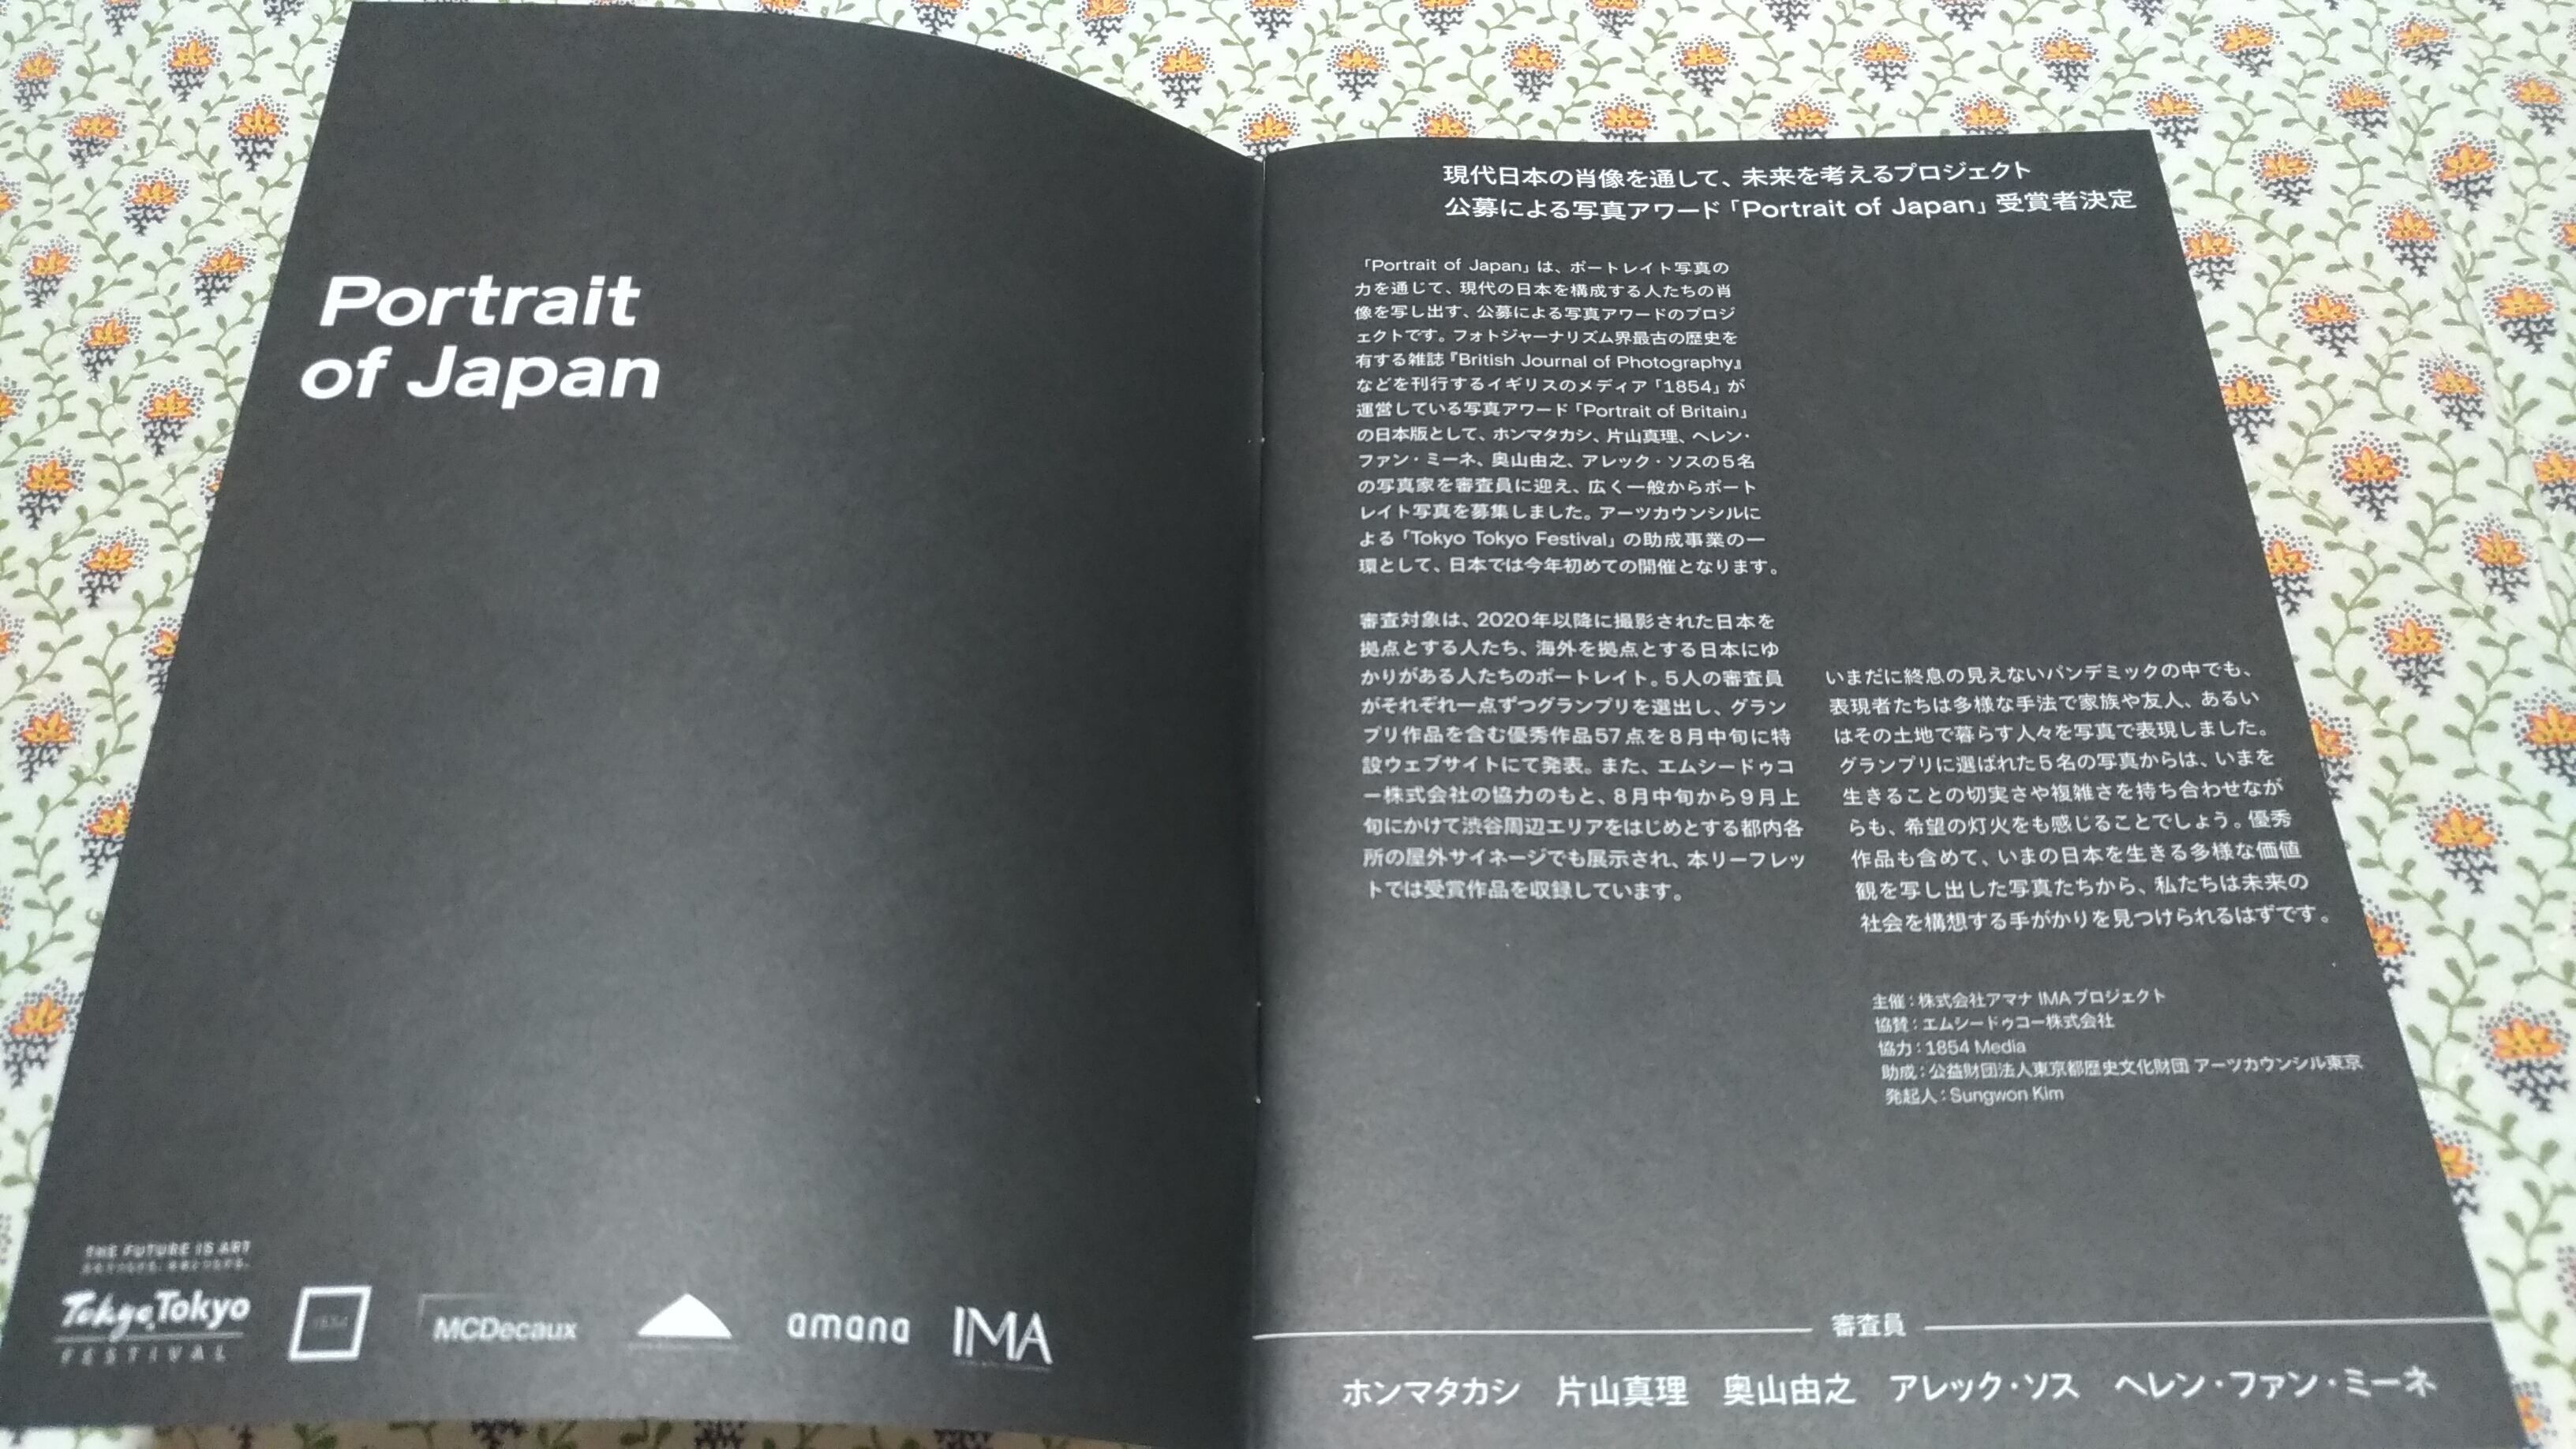 Portrait
of Japan
THE FUTURE IS ART
Tokyo Tokyo
FESTIVAL
1854
MCDecaux
amana
IMA
現代日本の肖像を通して、未来を考えるプロジェクト
公募による写真アワード「Portrait of Japan」受賞者決定
「Portrait of Japan」は、ポートレイト写真の
力を通じて、現代の日本を構成する人たちの肖
像を写し出す、公募による写真アワードのプロジ
ェクトです。フォトジャーナリズム界最古の歴史を
有する雑誌『British Journal of Photography』
などを刊行するイギリスのメディア「1854」が
運営している写真アワード「Portrait of Britain」
の日本版として、ホンマタカシ、片山真理、ヘレン・
ファン・ミーネ、奥山由之、アレック・ソスの5名
の写真家を審査員に迎え、広く一般からポート
レイト写真を募集しました。アーツカウンシルに
よる「Tokyo Tokyo Festival」の助成事業の一
環として、日本では今年初めての開催となります。
審査対象は、2020年以降に撮影された日本を
拠点とする人たち、海外を拠点とする日本にゆ
かりがある人たちのポートレイト。5人の審査員
がそれぞれ一点ずつグランプリを選出し、グラン
プリ作品を含む優秀作品57点を8月中旬に特
設ウェブサイトにて発表。また、エムシードゥコ
ー株式会社の協力のもと、8月中旬から9月上
旬にかけて渋谷周辺エリアをはじめとする都内各
所の屋外サイネージでも展示され、本リーフレッ
トでは受賞作品を収録しています。
いまだに終息の見えないパンデミックの中でも、
表現者たちは多様な手法で家族や友人、あるい
はその土地で暮らす人々を写真で表現しました。
グランプリに選ばれた5名の写真からは、いまを
生きることの切実さや複雑さを持ち合わせなが
らも、希望の灯火をも感じることでしょう。優秀
作品も含めて、いまの日本を生きる多様な価値
観を写し出した写真たちから、私たちは未来の
社会を構想する手がかりを見つけられるはずです。
主催：株式会社アマナ IMAプロジェクト
協賛：エムシードゥコー株式会社
協力：1854 Media
助成：公益財団法人東京都歴史文化財団 アーツカウンシル東京
発起人：Sungwon Kim
審査員
ホンマタカシ 片山真理 奥山由之 アレック・ソス ヘレン・ファン・ミーネ